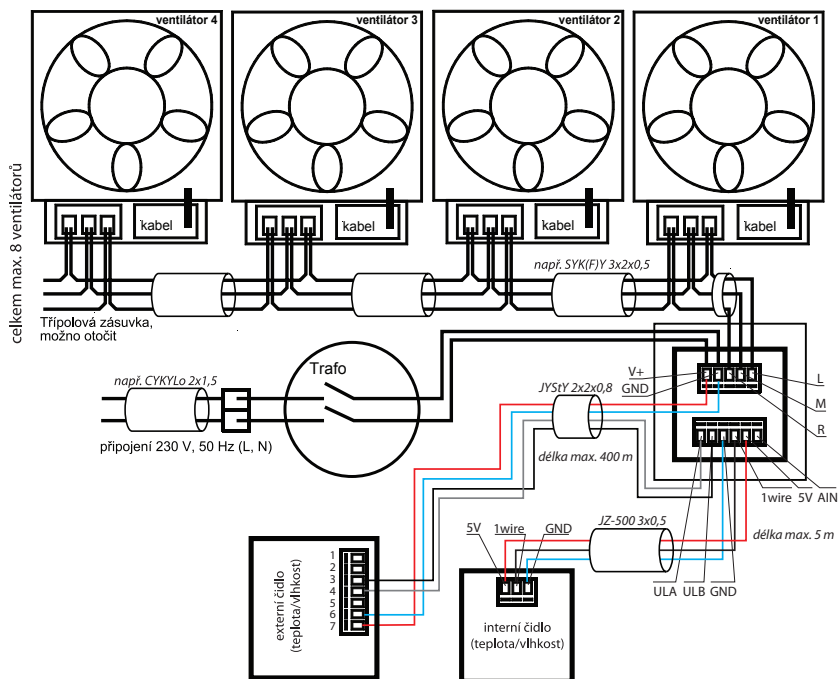 ventilátor 4
ventilátor 3
ventilátor 2
ventilátor 1
kabel
kabel
kabel
kabel
celkem max. 8 ventilátorů
např. SYK(F)Y 3x2x0,5
Třípolová zásuvka,
možno otočit
např. CYKYLo 2x1,5
Trafo
připojení 230 V, 50 Hz (L, N)
JYStY 2x2x0,8
délka max. 400 m
V+
GND
L
M
R
1wire 5V AIN
JZ-500 3x0,5
délka max. 5 m
ULA ULB GND
5V 1wire GND
interní čidlo
(teplota/vlhkost)
externí čidlo
(teplota/vlhkost)
1
2
3
4
5
6
7